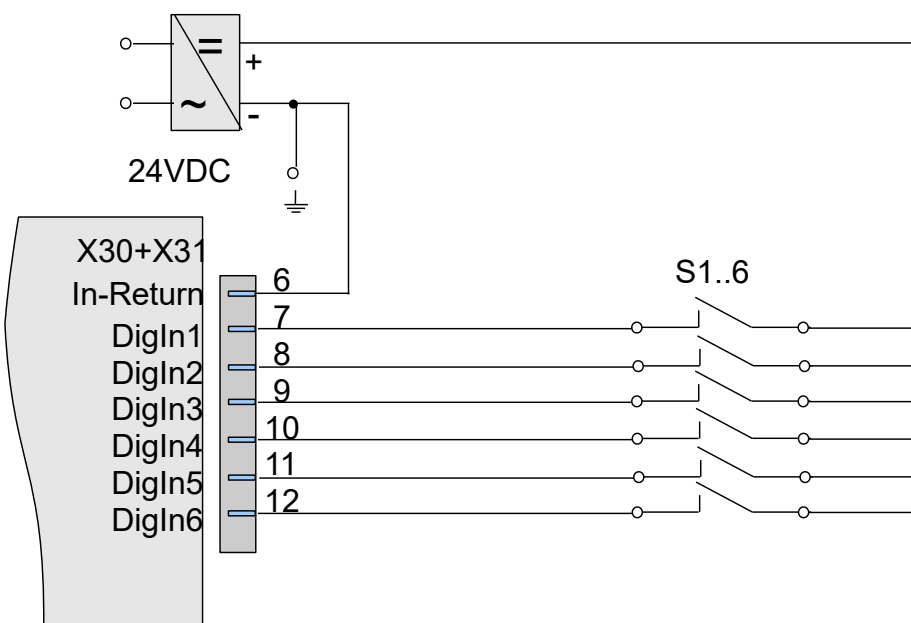 =
+
~
-
24VDC
X30+X31
In-Return 6
DigIn1 7
DigIn2 8
DigIn3 9
DigIn4 10
DigIn5 11
DigIn6 12
S1..6